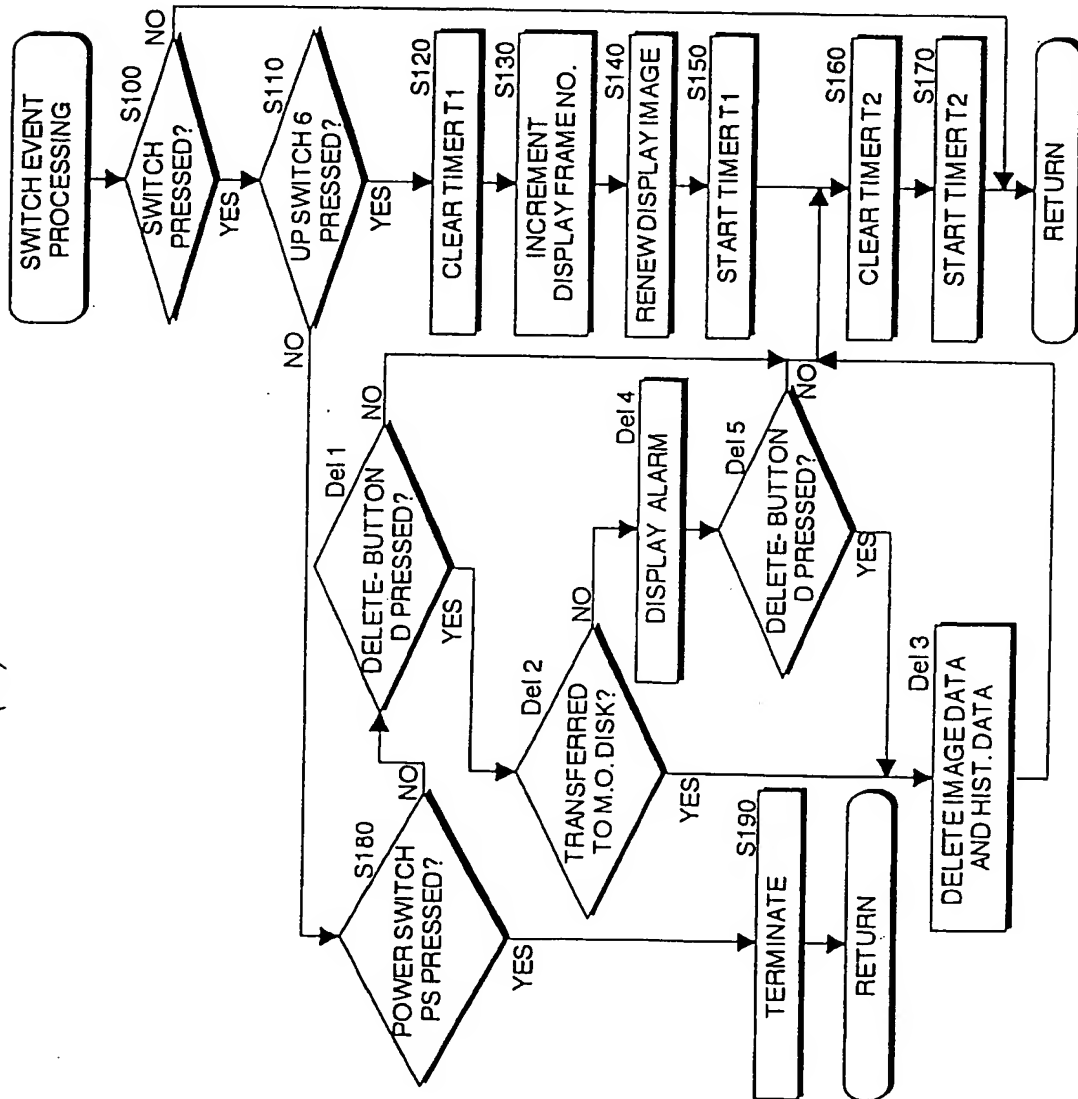 SWITCH EVENT
PROCESSING
S100
SWITCH
PRESSED?
NO
YES
S110
UP SWITCH 6
PRESSED?
NO
YES
S120
CLEAR TIMER T1
S130
INCREMENT
DISPLAY FRAME NO.
S140
RENEW DISPLAY IMAGE
S150
START TIMER T1
S160
CLEAR TIMER T2
S170
START TIMER T2
RETURN
S180
POWER SWITCH
PS PRESSED?
NO
YES
S190
TERMINATE
RETURN
Del 1
DELETE- BUTTON
D PRESSED?
NO
YES
Del 2
TRANSFERRED
TO M.O. DISK?
NO
YES
Del 4
DISPLAY ALARM
Del 5
DELETE- BUTTON
D PRESSED?
NO
YES
Del 3
DELETE IMAGE DATA
AND HIST. DATA